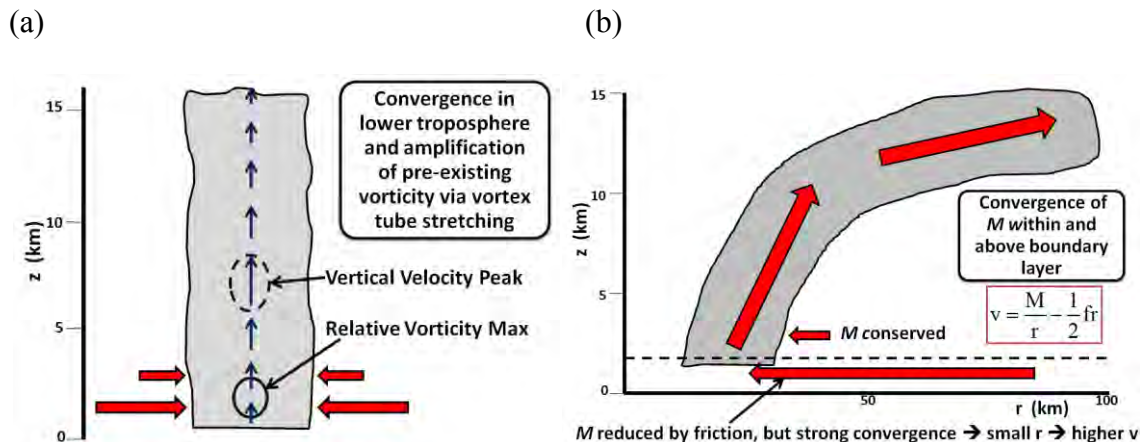 (a)
(b)
15
10
5
0
z (km)
Convergence in
lower troposphere
and amplification
of pre-existing
vorticity via vortex
tube stretching
Vertical Velocity Peak
Relative Vorticity Max
15
10
5
0
z (km)
Convergence of
M within and
above boundary
layer
v = M/r - 1/2 fr
M conserved
50
r (km)
100
M reduced by friction, but strong convergence → small r → higher v